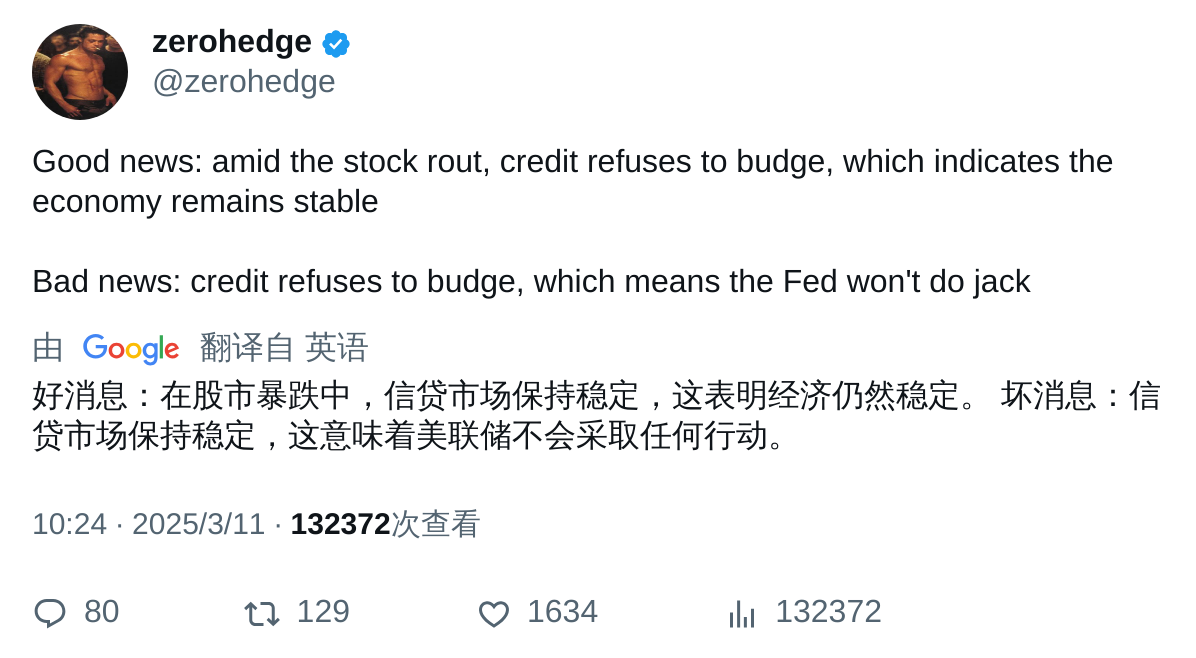 zerohedge
@zerohedge
Good news: amid the stock rout, credit refuses to budge, which indicates the
economy remains stable
Bad news: credit refuses to budge, which means the Fed won't do jack
由 Google 翻译自 英语
好消息：在股市暴跌中，信贷市场保持稳定，这表明经济仍然稳定。 坏消息：信
贷市场保持稳定，这意味着美联储不会采取任何行动。
10:24 · 2025/3/11 · 132372次查看
80 129 1634 132372